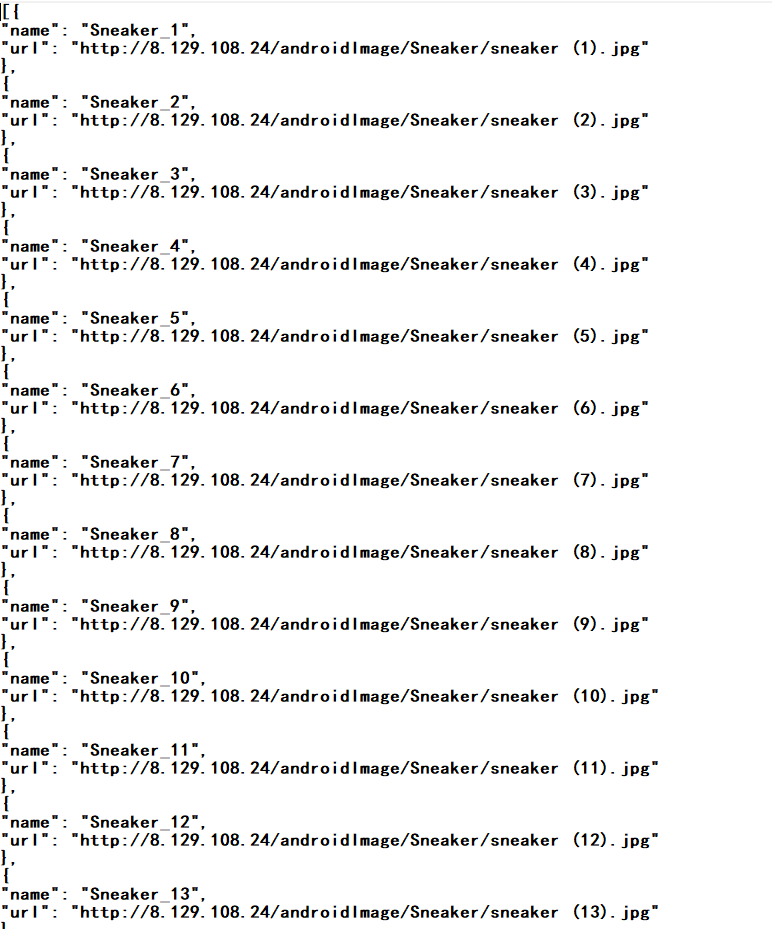 [{
"name": "Sneaker_1",
"url": "http://8.129.108.24/androidImage/Sneaker/sneaker (1).jpg"
},
{
"name": "Sneaker_2",
"url": "http://8.129.108.24/androidImage/Sneaker/sneaker (2).jpg"
},
{
"name": "Sneaker_3",
"url": "http://8.129.108.24/androidImage/Sneaker/sneaker (3).jpg"
},
{
"name": "Sneaker_4",
"url": "http://8.129.108.24/androidImage/Sneaker/sneaker (4).jpg"
},
{
"name": "Sneaker_5",
"url": "http://8.129.108.24/androidImage/Sneaker/sneaker (5).jpg"
},
{
"name": "Sneaker_6",
"url": "http://8.129.108.24/androidImage/Sneaker/sneaker (6).jpg"
},
{
"name": "Sneaker_7",
"url": "http://8.129.108.24/androidImage/Sneaker/sneaker (7).jpg"
},
{
"name": "Sneaker_8",
"url": "http://8.129.108.24/androidImage/Sneaker/sneaker (8).jpg"
},
{
"name": "Sneaker_9",
"url": "http://8.129.108.24/androidImage/Sneaker/sneaker (9).jpg"
},
{
"name": "Sneaker_10",
"url": "http://8.129.108.24/androidImage/Sneaker/sneaker (10).jpg"
},
{
"name": "Sneaker_11",
"url": "http://8.129.108.24/androidImage/Sneaker/sneaker (11).jpg"
},
{
"name": "Sneaker_12",
"url": "http://8.129.108.24/androidImage/Sneaker/sneaker (12).jpg"
},
{
"name": "Sneaker_13",
"url": "http://8.129.108.24/androidImage/Sneaker/sneaker (13).jpg"